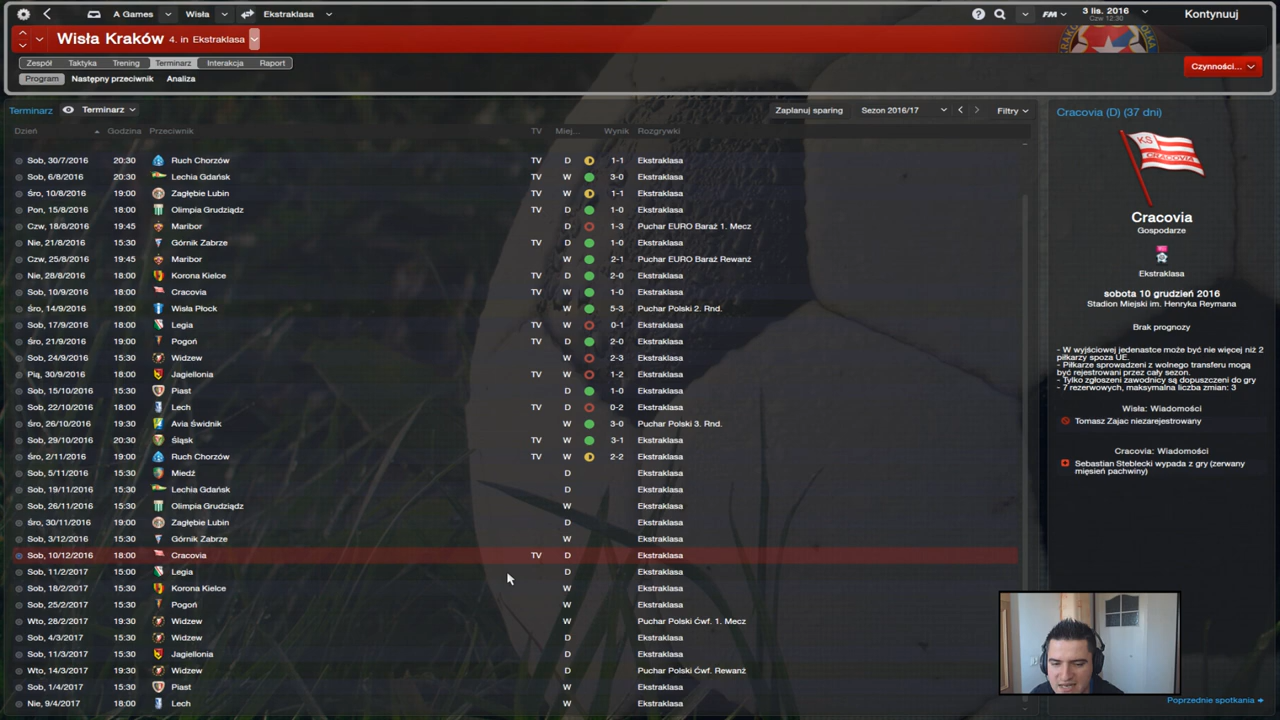 A Games Wisła Ekstraklasa FM 3 lis. 2016 Czw 12:30 Kontynuuj
Wisła Kraków 4. in Ekstraklasa
Zespół Taktyka Trening Terminarz Interakcja Raport
Program Następny przeciwnik Analiza
Czynności...
Terminarz Terminarz Zaplanuj sparing Sezon 2016/17 Filtry
Dzień Godzina Przeciwnik TV Miej... Wynik Rozgrywki
Sob, 30/7/2016 20:30 Ruch Chorzów TV D 1-1 Ekstraklasa
Sob, 6/8/2016 20:30 Lechia Gdańsk TV W 3-0 Ekstraklasa
Śro, 10/8/2016 19:00 Zagłębie Lubin TV W 1-1 Ekstraklasa
Pon, 15/8/2016 18:00 Olimpia Grudziądz TV D 1-0 Ekstraklasa
Czw, 18/8/2016 19:45 Maribor D 1-3 Puchar EURO Baraż 1. Mecz
Nie, 21/8/2016 15:30 Górnik Zabrze TV D 1-0 Ekstraklasa
Czw, 25/8/2016 19:45 Maribor W 2-1 Puchar EURO Baraż Rewanż
Nie, 28/8/2016 18:00 Korona Kielce TV D 2-0 Ekstraklasa
Sob, 10/9/2016 18:00 Cracovia TV W 1-0 Ekstraklasa
Śro, 14/9/2016 19:00 Wisła Płock W 5-3 Puchar Polski 2. Rnd.
Sob, 17/9/2016 18:00 Legia TV W 0-1 Ekstraklasa
Śro, 21/9/2016 19:00 Pogoń TV D 2-0 Ekstraklasa
Sob, 24/9/2016 15:30 Widzew W 2-3 Ekstraklasa
Pią, 30/9/2016 18:00 Jagiellonia TV W 1-2 Ekstraklasa
Sob, 15/10/2016 15:30 Piast D 1-0 Ekstraklasa
Sob, 22/10/2016 18:00 Lech TV D 0-2 Ekstraklasa
Śro, 26/10/2016 19:30 Avia Świdnik W 3-0 Puchar Polski 3. Rnd.
Sob, 29/10/2016 20:30 Śląsk TV W 3-1 Ekstraklasa
Śro, 2/11/2016 19:00 Ruch Chorzów TV W 2-2 Ekstraklasa
Sob, 5/11/2016 15:30 Miedź D Ekstraklasa
Sob, 19/11/2016 15:30 Lechia Gdańsk D Ekstraklasa
Sob, 26/11/2016 15:30 Olimpia Grudziądz W Ekstraklasa
Śro, 30/11/2016 19:00 Zagłębie Lubin D Ekstraklasa
Sob, 3/12/2016 15:30 Górnik Zabrze W Ekstraklasa
Sob, 10/12/2016 18:00 Cracovia TV D Ekstraklasa
Sob, 11/2/2017 15:00 Legia D Ekstraklasa
Sob, 18/2/2017 15:30 Korona Kielce W Ekstraklasa
Sob, 25/2/2017 15:30 Pogoń W Ekstraklasa
Wto, 28/2/2017 19:30 Widzew W Puchar Polski Ćwf. 1. Mecz
Sob, 4/3/2017 15:30 Widzew D Ekstraklasa
Sob, 11/3/2017 15:30 Jagiellonia D Ekstraklasa
Wto, 14/3/2017 19:30 Widzew D Puchar Polski Ćwf. Rewanż
Sob, 1/4/2017 15:30 Piast W Ekstraklasa
Nie, 9/4/2017 15:30 Lech W Ekstraklasa
Cracovia (D) (37 dni)
KS
CRACOVIA
Cracovia
Gospodarze
Ekstraklasa
sobota 10 grudzień 2016
Stadion Miejski im. Henryka Reymana
Brak prognozy
- W wyjściowej jedenastce może być nie więcej niż 2
piłkarzy spoza UE.
- Piłkarze sprowadzeni z wolnego transferu mogą
być rejestrowani przez cały sezon.
- Tylko zgłoszeni zawodnicy są dopuszczeni do gry
- 7 rezerwowych, maksymalna liczba zmian: 3
Wisła: Wiadomości
Tomasz Zajac niezarejestrowany
Cracovia: Wiadomości
Sebastian Steblecki wypada z gry (zerwany
mięsień pachwiny)
Poprzednie spotkania